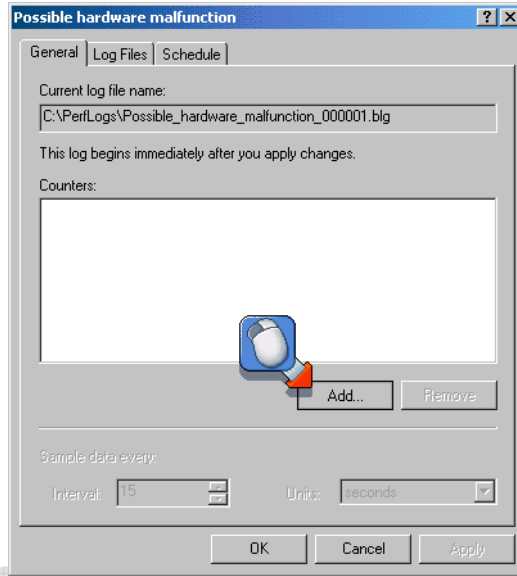 Possible hardware malfunction
General Log Files Schedule
Current log file name:
C:\PerfLogs\Possible_hardware_malfunction_000001.blg
This log begins immediately after you apply changes.
Counters:
Add... Remove
Sample data every:
Interval: 15 Units: seconds
OK Cancel Apply